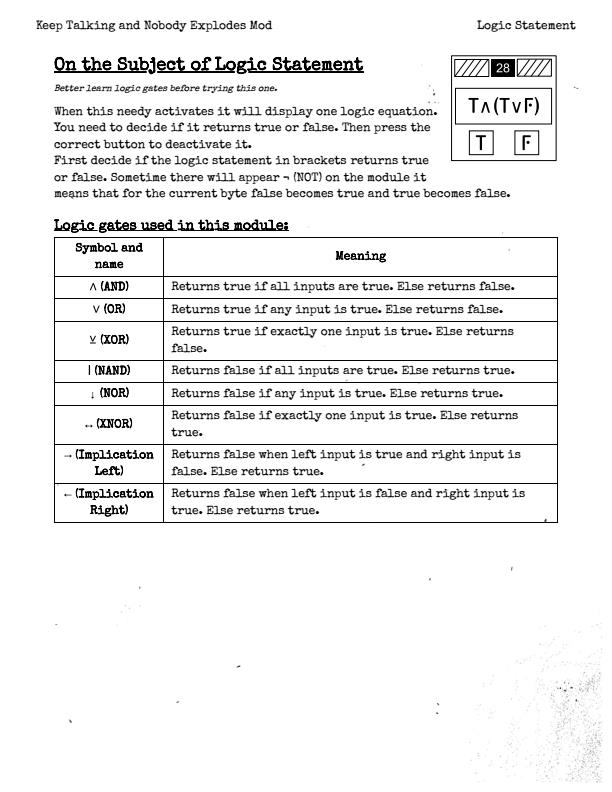 Keep Talking and Nobody Explodes Mod
Logic Statement
On the Subject of Logic Statement
Better learn logic gates before trying this one.
28
T∧(T∨F)
T
F
When this needy activates it will display one logic equation.
You need to decide if it returns true or false. Then press the
correct button to deactivate it.
First decide if the logic statement in brackets returns true
or false. Sometime there will appear ¬ (NOT) on the module it
means that for the current byte false becomes true and true becomes false.
Logic gates used in this module:
Symbol and
name
Meaning
∧ (AND)
Returns true if all inputs are true. Else returns false.
∨ (OR)
Returns true if any input is true. Else returns false.
⊻ (XOR)
Returns true if exactly one input is true. Else returns
false.
| (NAND)
Returns false if all inputs are true. Else returns true.
↓ (NOR)
Returns false if any input is true. Else returns true.
↔ (XNOR)
Returns false if exactly one input is true. Else returns
true.
→ (Implication
Left)
Returns false when left input is true and right input is
false. Else returns true.
← (Implication
Right)
Returns false when left input is false and right input is
true. Else returns true.